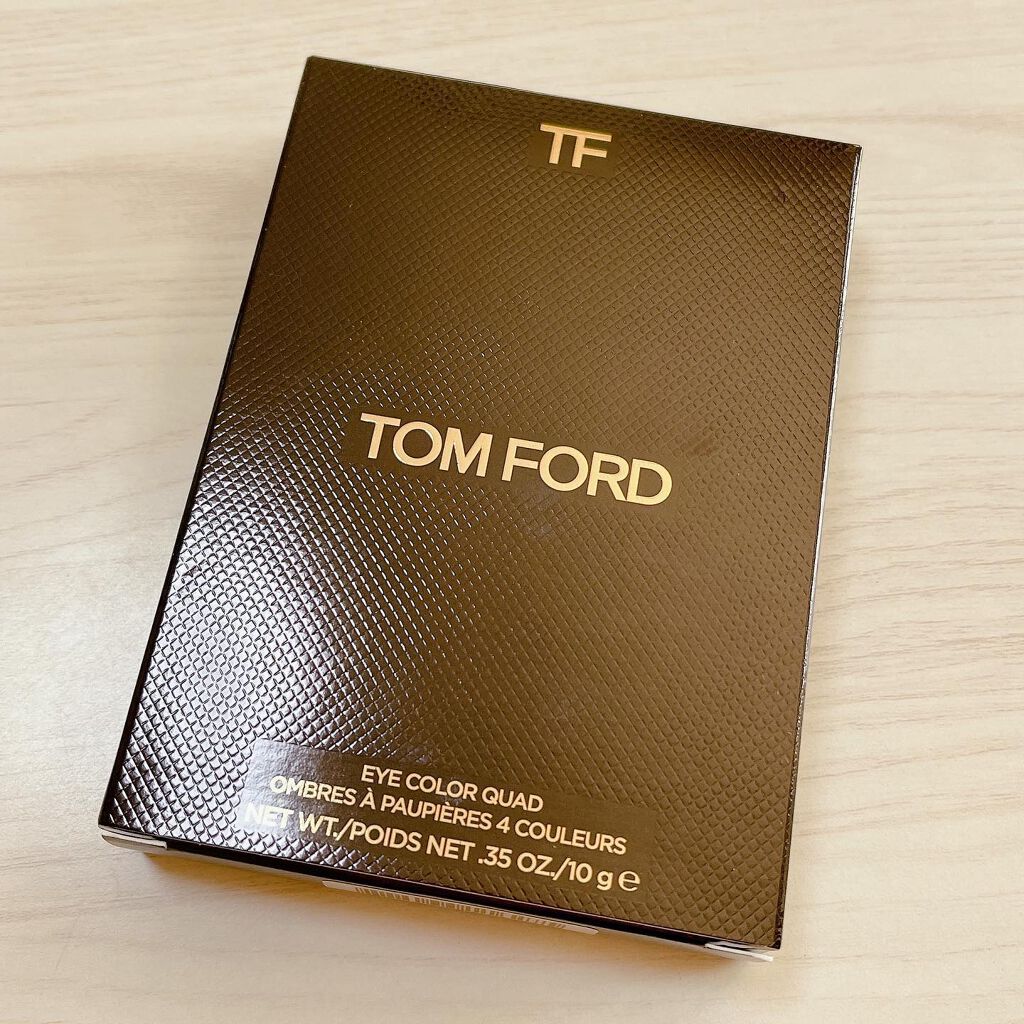 TF
TOM FORD
EYE COLOR QUAD
OMBRES À PAUPIÈRES 4 COULEURS
NET WT./POIDS NET .35 OZ./10 g e